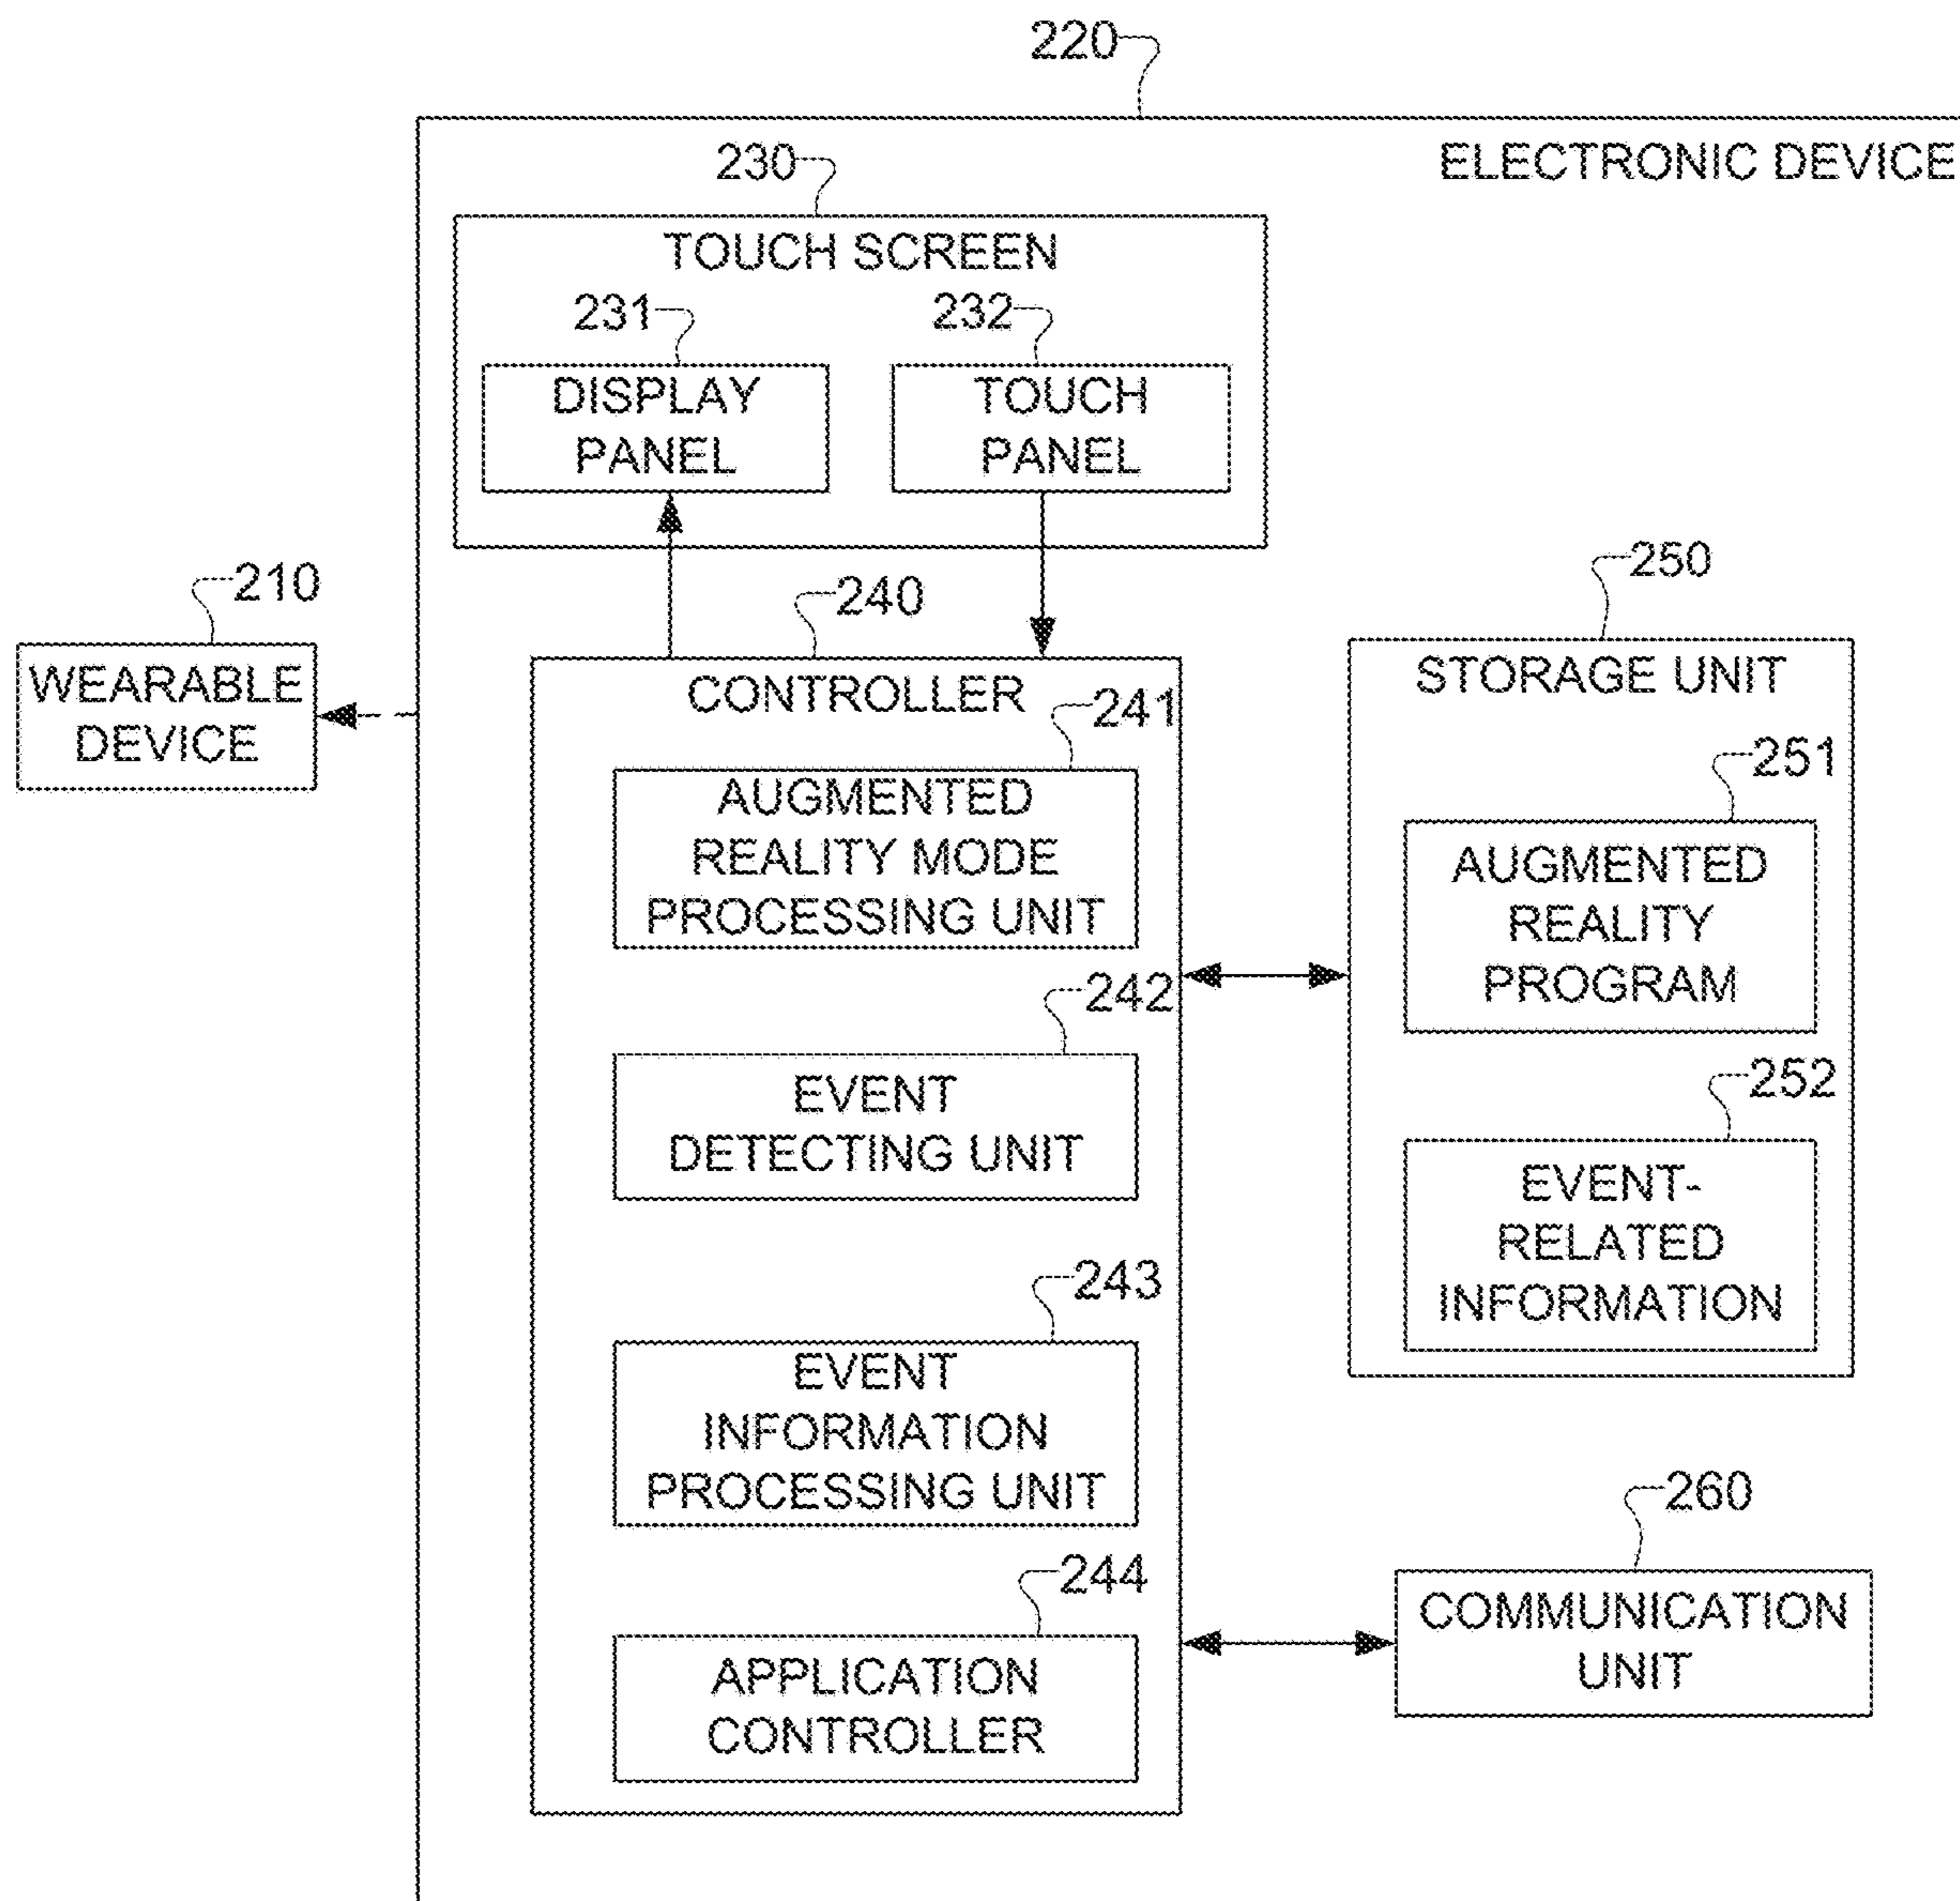 220
ELECTRONIC DEVICE
230
TOUCH SCREEN
231
232
DISPLAY
PANEL
TOUCH
PANEL
210
WEARABLE
DEVICE
240
CONTROLLER
241
AUGMENTED
REALITY MODE
PROCESSING UNIT
242
EVENT
DETECTING UNIT
243
EVENT
INFORMATION
PROCESSING UNIT
244
APPLICATION
CONTROLLER
250
STORAGE UNIT
251
AUGMENTED
REALITY
PROGRAM
252
EVENT-
RELATED
INFORMATION
260
COMMUNICATION
UNIT